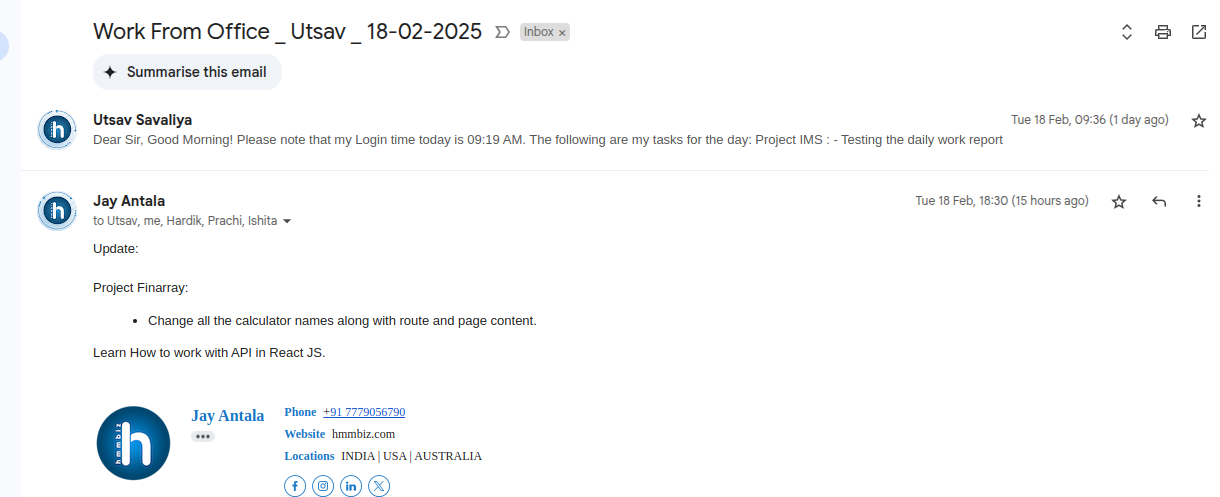 Work From Office _ Utsav _ 18-02-2025
Inbox ×
Summarise this email
Utsav Savaliya
Tue 18 Feb, 09:36 (1 day ago)
Dear Sir, Good Morning! Please note that my Login time today is 09:19 AM. The following are my tasks for the day: Project IMS : - Testing the daily work report
Jay Antala
Tue 18 Feb, 18:30 (15 hours ago)
to Utsav, me, Hardik, Prachi, Ishita
Update:
Project Finarray:
• Change all the calculator names along with route and page content.
Learn How to work with API in React JS.
hmmbiz
h
Jay Antala
Phone +91 7779056790
Website hmmbiz.com
Locations INDIA | USA | AUSTRALIA